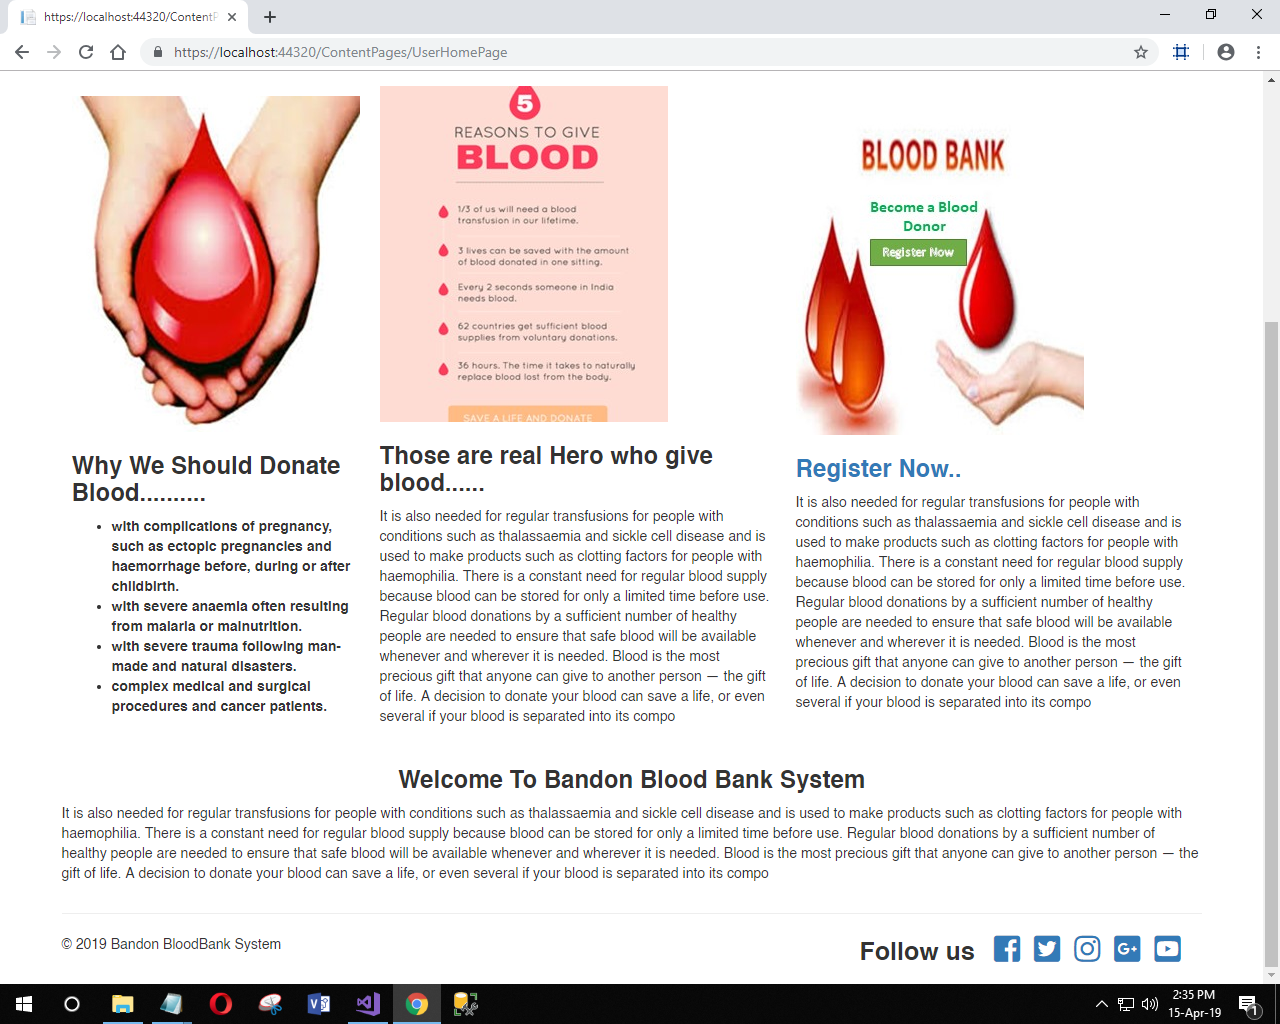 https://localhost:44320/ContentP
https://localhost:44320/ContentPages/UserHomePage
5
REASONS TO GIVE
BLOOD
1/3 of us will need a blood
transfusion in our lifetime.
3 lives can be saved with the amount
of blood donated in one sitting.
Every 2 seconds someone in India
needs blood.
62 countries get sufficient blood
supplies from voluntary donations.
36 hours. The time it takes to naturally
replace blood lost from the body.
SAVE A LIFE AND DONATE
BLOOD BANK
Become a Blood
Donor
Register Now
Why We Should Donate
Blood..........
• with complications of pregnancy,
such as ectopic pregnancies and
haemorrhage before, during or after
childbirth.
• with severe anaemia often resulting
from malaria or malnutrition.
• with severe trauma following man-
made and natural disasters.
• complex medical and surgical
procedures and cancer patients.
Those are real Hero who give
blood......
It is also needed for regular transfusions for people with
conditions such as thalassaemia and sickle cell disease and is
used to make products such as clotting factors for people with
haemophilia. There is a constant need for regular blood supply
because blood can be stored for only a limited time before use.
Regular blood donations by a sufficient number of healthy
people are needed to ensure that safe blood will be available
whenever and wherever it is needed. Blood is the most
precious gift that anyone can give to another person — the gift
of life. A decision to donate your blood can save a life, or even
several if your blood is separated into its compo
Register Now..
It is also needed for regular transfusions for people with
conditions such as thalassaemia and sickle cell disease and is
used to make products such as clotting factors for people with
haemophilia. There is a constant need for regular blood supply
because blood can be stored for only a limited time before use.
Regular blood donations by a sufficient number of healthy
people are needed to ensure that safe blood will be available
whenever and wherever it is needed. Blood is the most
precious gift that anyone can give to another person — the gift
of life. A decision to donate your blood can save a life, or even
several if your blood is separated into its compo
Welcome To Bandon Blood Bank System
It is also needed for regular transfusions for people with conditions such as thalassaemia and sickle cell disease and is used to make products such as clotting factors for people with
haemophilia. There is a constant need for regular blood supply because blood can be stored for only a limited time before use. Regular blood donations by a sufficient number of
healthy people are needed to ensure that safe blood will be available whenever and wherever it is needed. Blood is the most precious gift that anyone can give to another person — the
gift of life. A decision to donate your blood can save a life, or even several if your blood is separated into its compo
© 2019 Bandon BloodBank System
Follow us
2:35 PM
15-Apr-19
1